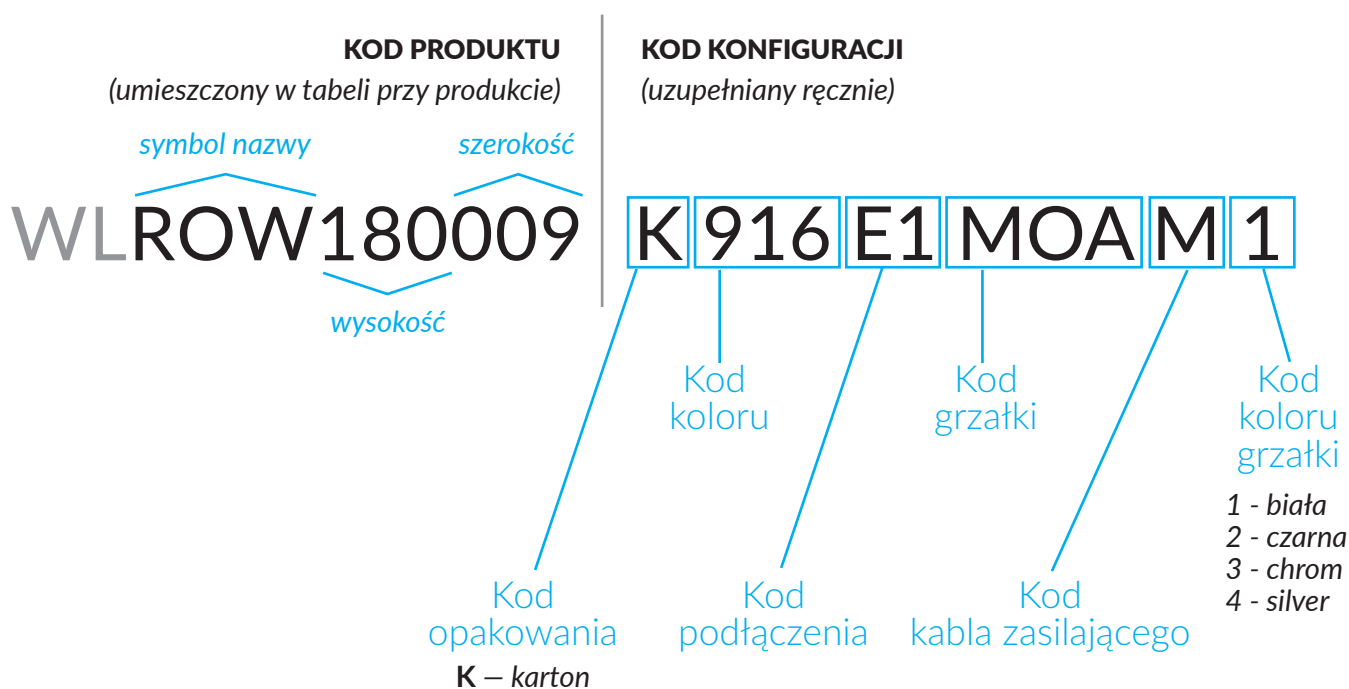 KOD PRODUKTU
(umieszczony w tabeli przy produkcie)
KOD KONFIGURACJI
(uzupełniany ręcznie)
symbol nazwy
szerokość
WLROW180009 K 916 E1 MOA M 1
wysokość
Kod
koloru
Kod
grzałki
Kod
koloru
grzałki
1 - biała
2 - czarna
3 - chrom
4 - silver
Kod
opakowania
K – karton
Kod
podłączenia
Kod
kabla zasilającego